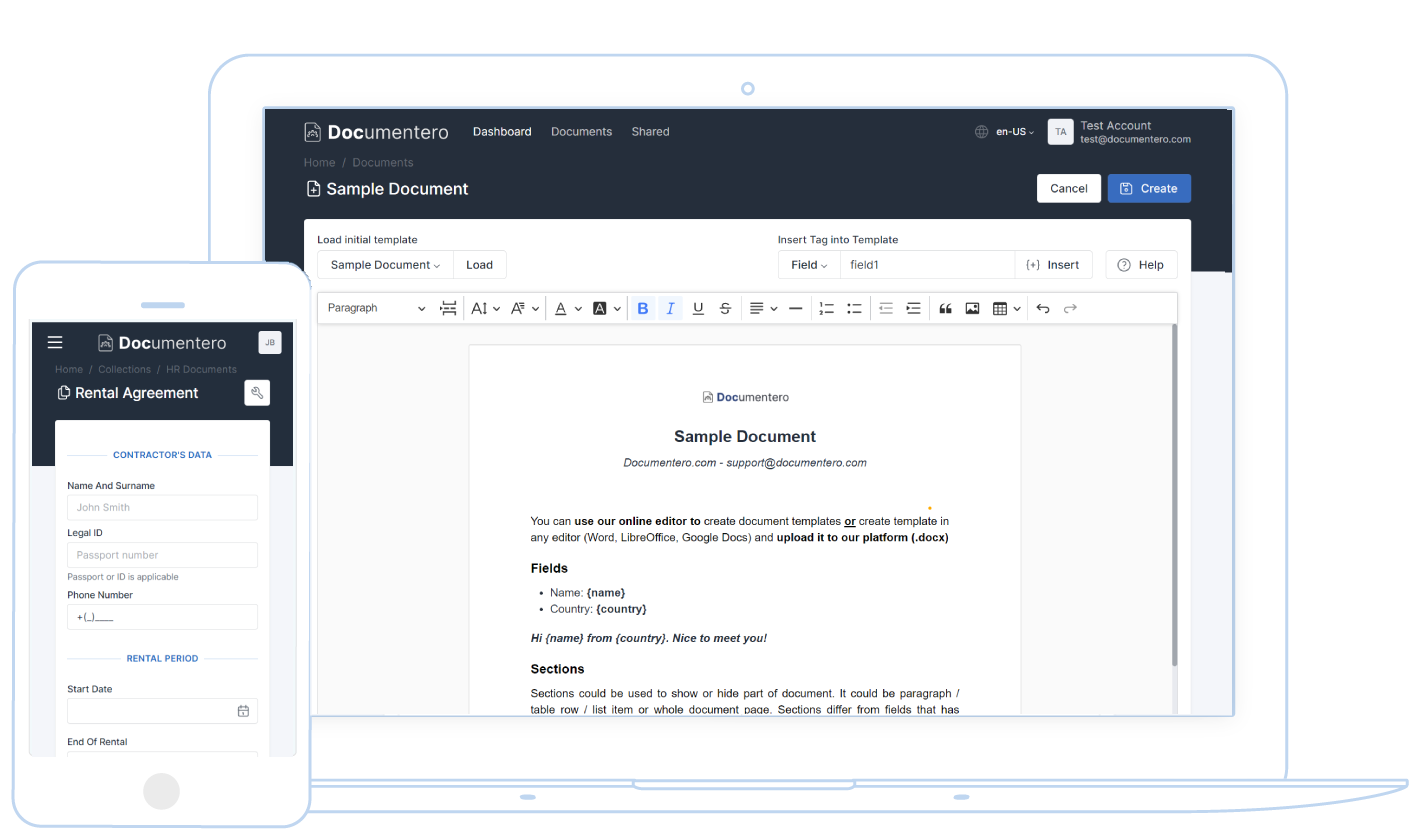 Documentero Dashboard Documents Shared en-US TA Test Account
test@documentero.com
Home / Documents
Sample Document Cancel Create
Load initial template Insert Tag into Template
Sample Document Load Field field1 {+} Insert Help
Paragraph B I U S
Documentero
Sample Document
Documentero.com - support@documentero.com
You can use our online editor to create document templates or create template in
any editor (Word, LibreOffice, Google Docs) and upload it to our platform (.docx)
Fields
• Name: {name}
• Country: {country}
Hi {name} from {country}. Nice to meet you!
Sections
Sections could be used to show or hide part of document. It could be paragraph /
table row / list item or whole document page. Sections differ from fields that has
Documentero JB
Home / Collections / HR Documents
Rental Agreement
CONTRACTOR'S DATA
Name And Surname
John Smith
Legal ID
Passport number
Passport or ID is applicable
Phone Number
+(_)____
RENTAL PERIOD
Start Date
End Of Rental